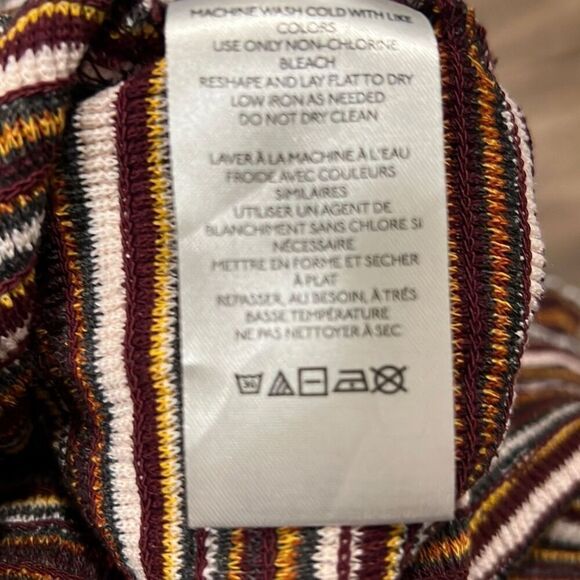 MACHINE WASH COLD WITH LIKE
COLORS
USE ONLY NON-CHLORINE
BLEACH
RESHAPE AND LAY FLAT TO DRY
LOW IRON AS NEEDED
DO NOT DRY CLEAN
LAVER À LA MACHINE À L'EAU
FROIDE AVEC COULEURS
SIMILAIRES
UTILISER UN AGENT DE
BLANCHIMENT SANS CHLORE SI
NÉCESSAIRE
METTRE EN FORME ET SÉCHER
À PLAT
REPASSER, AU BESOIN, À TRÈS
BASSE TEMPÉRATURE
NE PAS NETTOYER À SEC